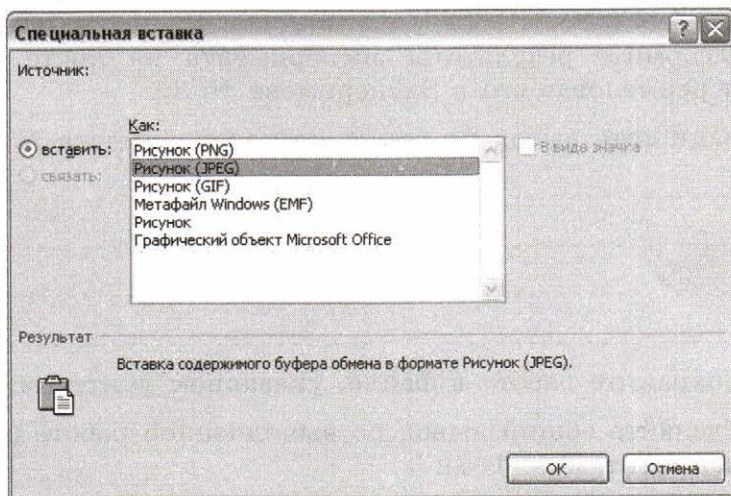 Специальная вставка
Источник:
Как:
вставить:
связать:
Рисунок (PNG)
Рисунок (JPEG)
Рисунок (GIF)
Метафайл Windows (EMF)
Рисунок
Графический объект Microsoft Office
В виде значка
Результат
Вставка содержимого буфера обмена в формате Рисунок (JPEG).
ОК
Отмена